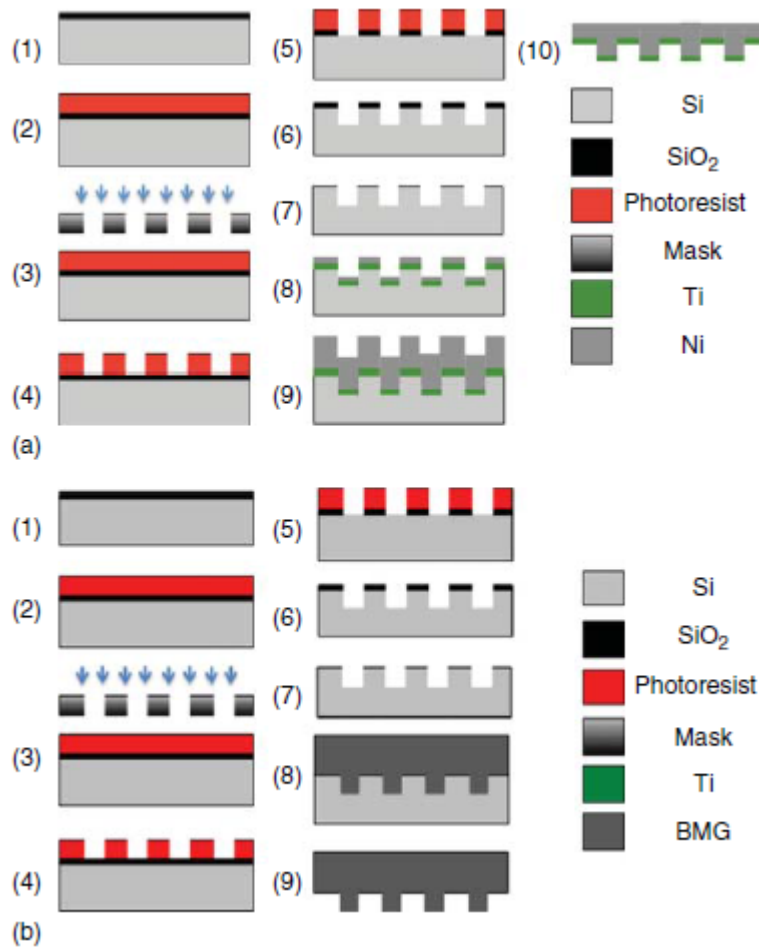 (1)
(2)
(3)
(4)
(a)
(5)
(6)
(7)
(8)
(9)
(10)
Si
SiO₂
Photoresist
Mask
Ti
Ni
(1)
(2)
(3)
(4)
(b)
(5)
(6)
(7)
(8)
(9)
Si
SiO₂
Photoresist
Mask
Ti
BMG